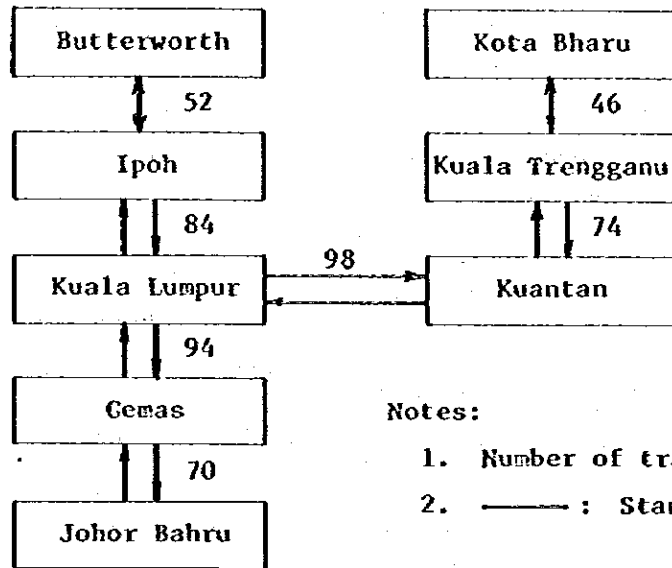 Butterworth
52
Ipoh
84
Kuala Lumpur
94
Gemas
70
Johor Bahru
98
Kota Bharu
46
Kuala Trengganu
74
Kuantan
Notes:
1. Number of tr
2. : Star